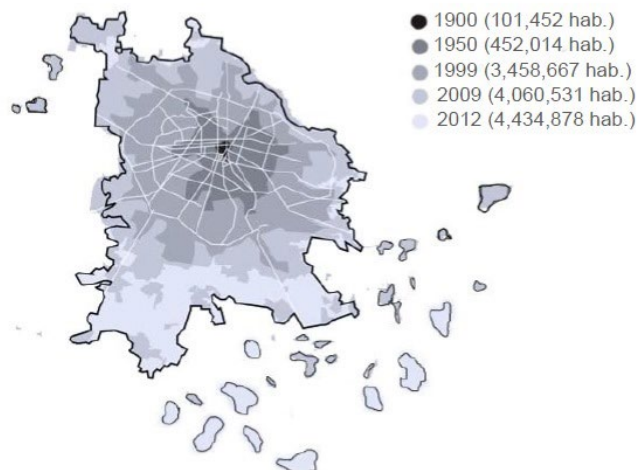 1900 (101,452 hab.)
1950 (452,014 hab.)
1999 (3,458,667 hab.)
2009 (4,060,531 hab.)
2012 (4,434,878 hab.)